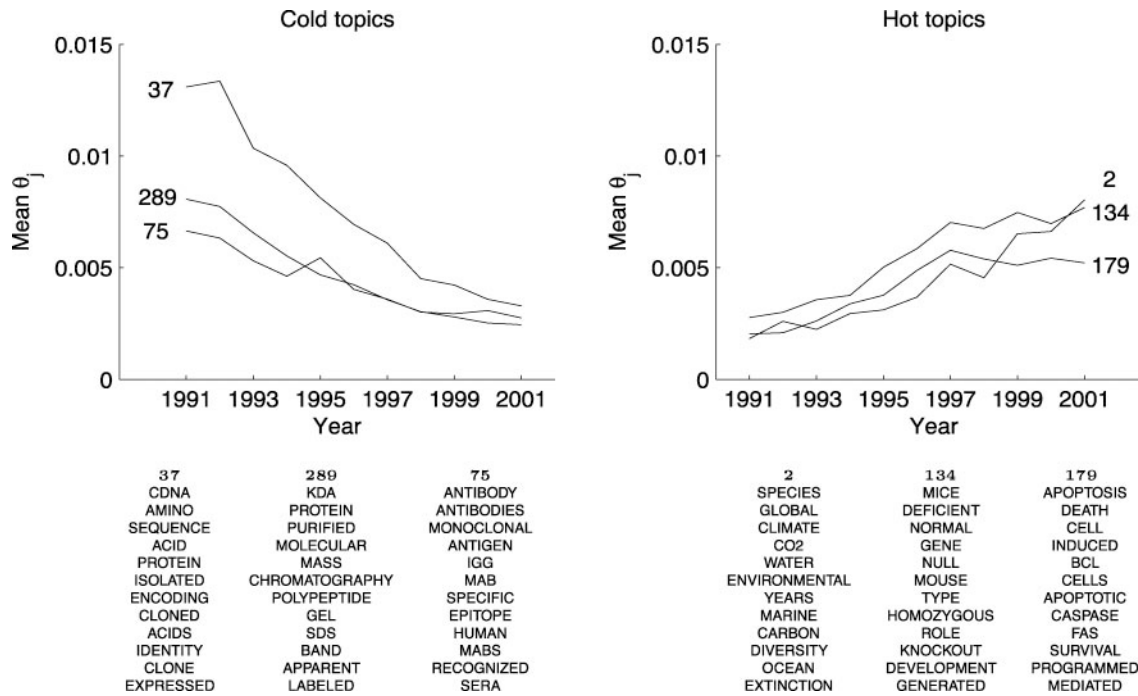 Cold topics
0.015
0.01
0.005
0
Mean θj
37
289
75
1991 1993 1995 1997 1999 2001
Year
37 289 75
CDNA KDA ANTIBODY
AMINO PROTEIN ANTIBODIES
SEQUENCE PURIFIED MONOCLONAL
ACID MOLECULAR ANTIGEN
PROTEIN MASS IGG
ISOLATED CHROMATOGRAPHY MAB
ENCODING POLYPEPTIDE SPECIFIC
CLONED GEL EPITOPE
ACIDS SDS HUMAN
IDENTITY BAND MABS
CLONE APPARENT RECOGNIZED
EXPRESSED LABELED SERA
Hot topics
0.015
0.01
0.005
0
Mean θj
2
134
179
1991 1993 1995 1997 1999 2001
Year
2 134 179
SPECIES MICE APOPTOSIS
GLOBAL DEFICIENT DEATH
CLIMATE NORMAL CELL
CO2 GENE INDUCED
WATER NULL BCL
ENVIRONMENTAL MOUSE CELLS
YEARS TYPE APOPTOTIC
MARINE HOMOZYGOUS CASPASE
CARBON ROLE FAS
DIVERSITY KNOCKOUT SURVIVAL
OCEAN DEVELOPMENT PROGRAMMED
EXTINCTION GENERATED MEDIATED